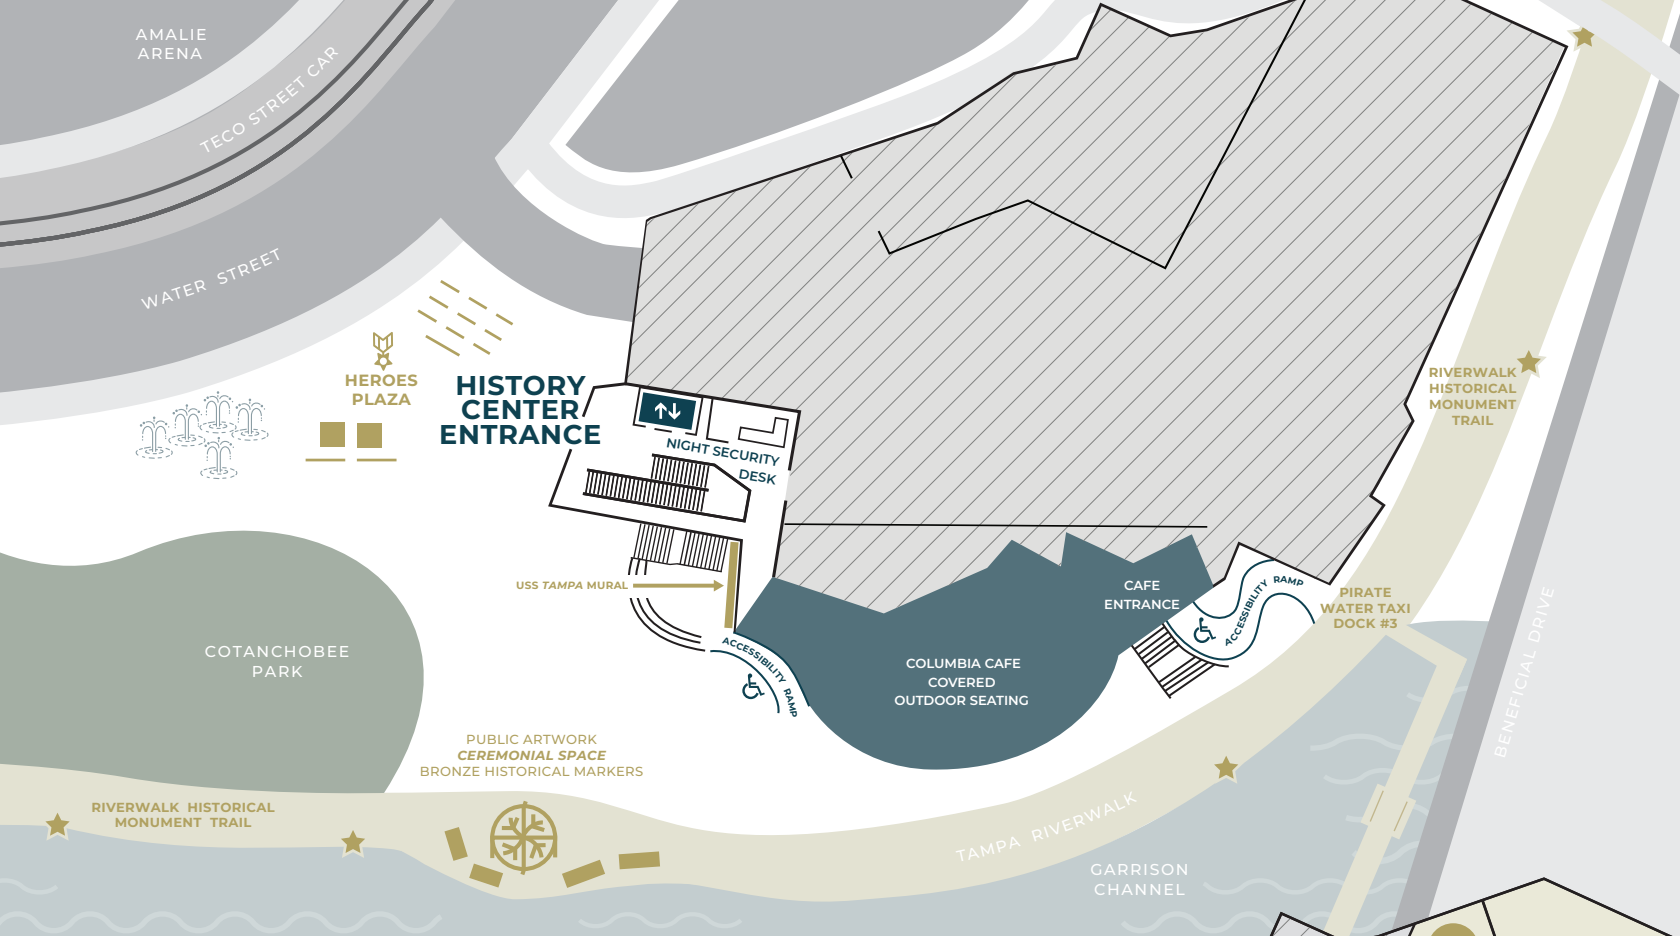 AMALIE
ARENA
TECO STREET CAR
WATER STREET
HEROES
PLAZA
HISTORY
CENTER
ENTRANCE
NIGHT SECURITY
DESK
RIVERWALK
HISTORICAL
MONUMENT
TRAIL
USS TAMPA MURAL
CAFE
ENTRANCE
ACCESSIBILITY RAMP
PIRATE
WATER TAXI
DOCK #3
COTANCHOBEE
PARK
ACCESSIBILITY RAMP
COLUMBIA CAFE
COVERED
OUTDOOR SEATING
BENEFICIAL DRIVE
PUBLIC ARTWORK
CEREMONIAL SPACE
BRONZE HISTORICAL MARKERS
RIVERWALK HISTORICAL
MONUMENT TRAIL
TAMPA RIVERWALK
GARRISON
CHANNEL